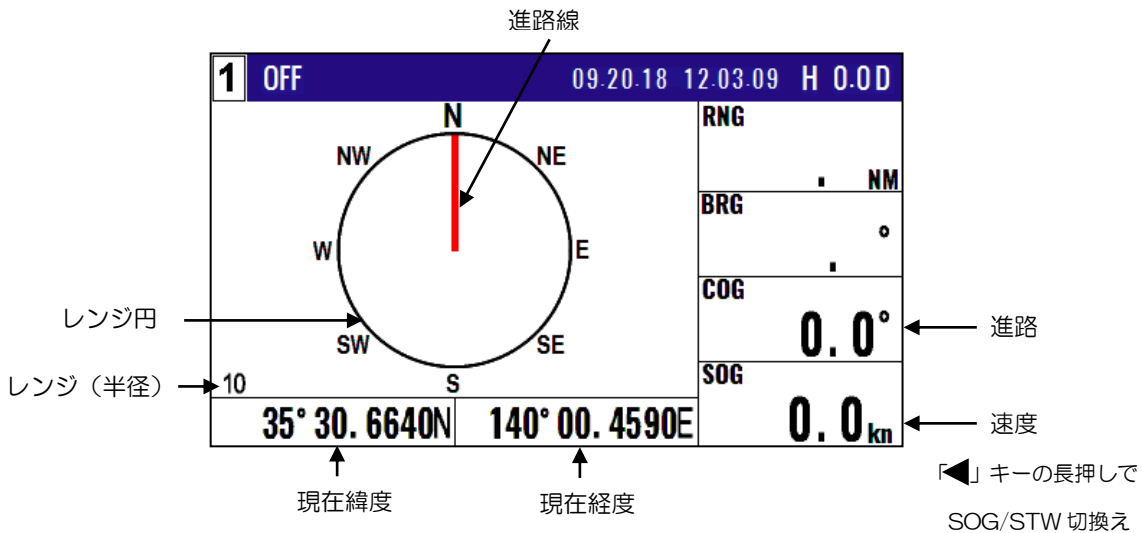 進路線
1 OFF 09-20-18 12-03-09 H 0.0D
N
NW NE
W E
SW SE
S
10
35° 30. 6640N 140° 00. 4590E
RNG
. NM
BRG
. °
COG
0. 0°
SOG
0. 0kn
レンジ円
レンジ(半径)
進路
速度
現在緯度 現在経度
「◀」キーの長押しで
SOG/STW 切換え